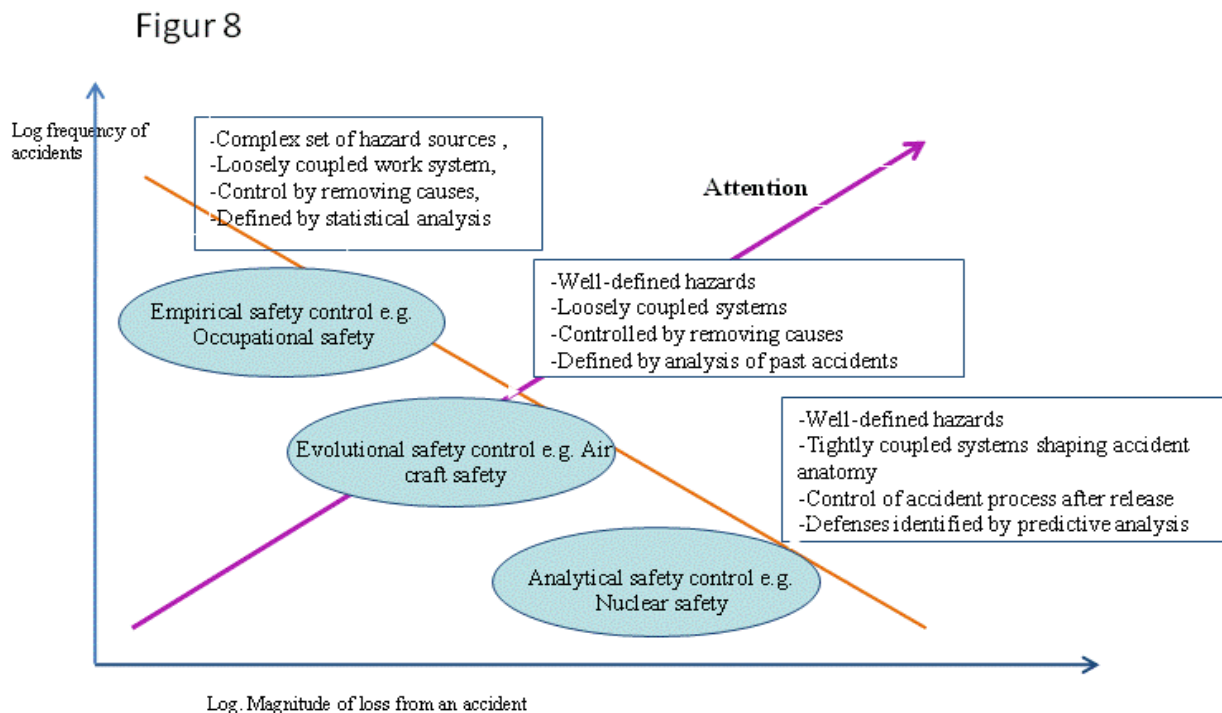 Figur 8
Log frequency of
accidents
-Complex set of hazard sources ,
-Loosely coupled work system,
-Control by removing causes,
-Defined by statistical analysis
Attention
-Well-defined hazards
-Loosely coupled systems
-Controlled by removing causes
-Defined by analysis of past accidents
Empirical safety control e.g.
Occupational safety
-Well-defined hazards
-Tightly coupled systems shaping accident
anatomy
-Control of accident process after release
-Defenses identified by predictive analysis
Evolutional safety control e.g. Air
craft safety
Analytical safety control e.g.
Nuclear safety
Log. Magnitude of loss from an accident